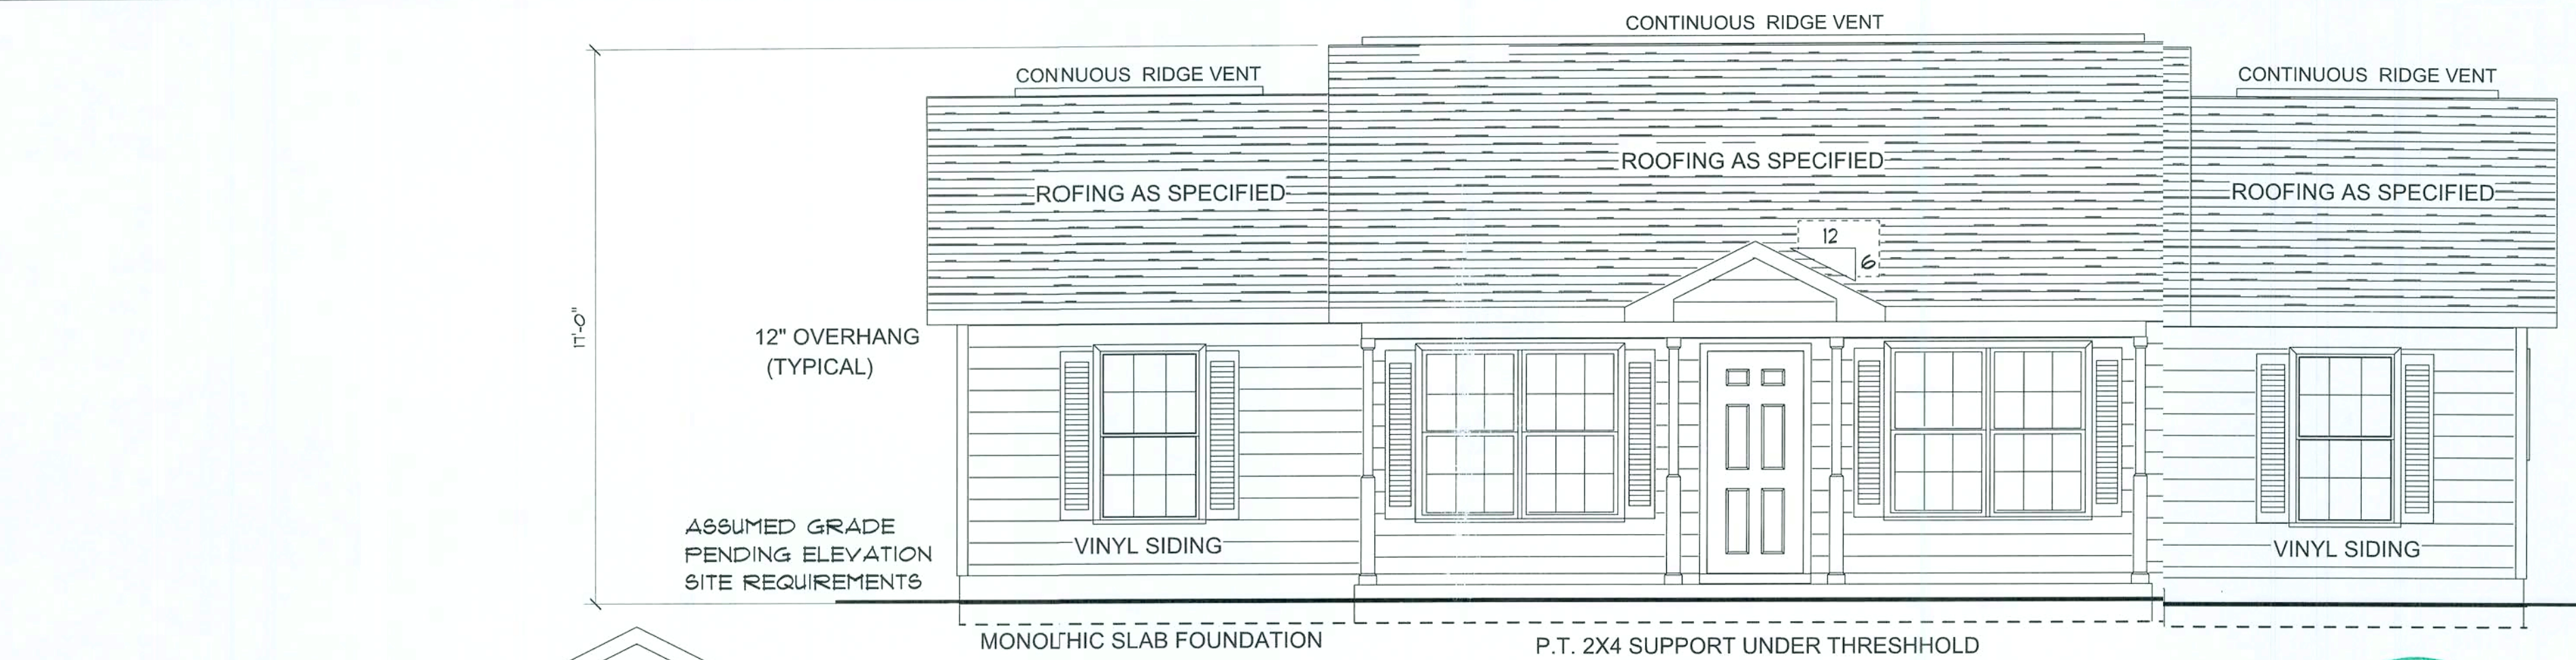 CONTINUOUS RIDGE VENT
CONNUOUS RIDGE VENT
CONTINUOUS RIDGE VENT
ROOFING AS SPECIFIED
ROFING AS SPECIFIED
ROOFING AS SPECIFIED
12
6
17'-0"
12" OVERHANG
(TYPICAL)
ASSUMED GRADE
PENDING ELEVATION
SITE REQUIREMENTS
VINYL SIDING
VINYL SIDING
MONOLTHIC SLAB FOUNDATION
P.T. 2X4 SUPPORT UNDER THRESHHOLD